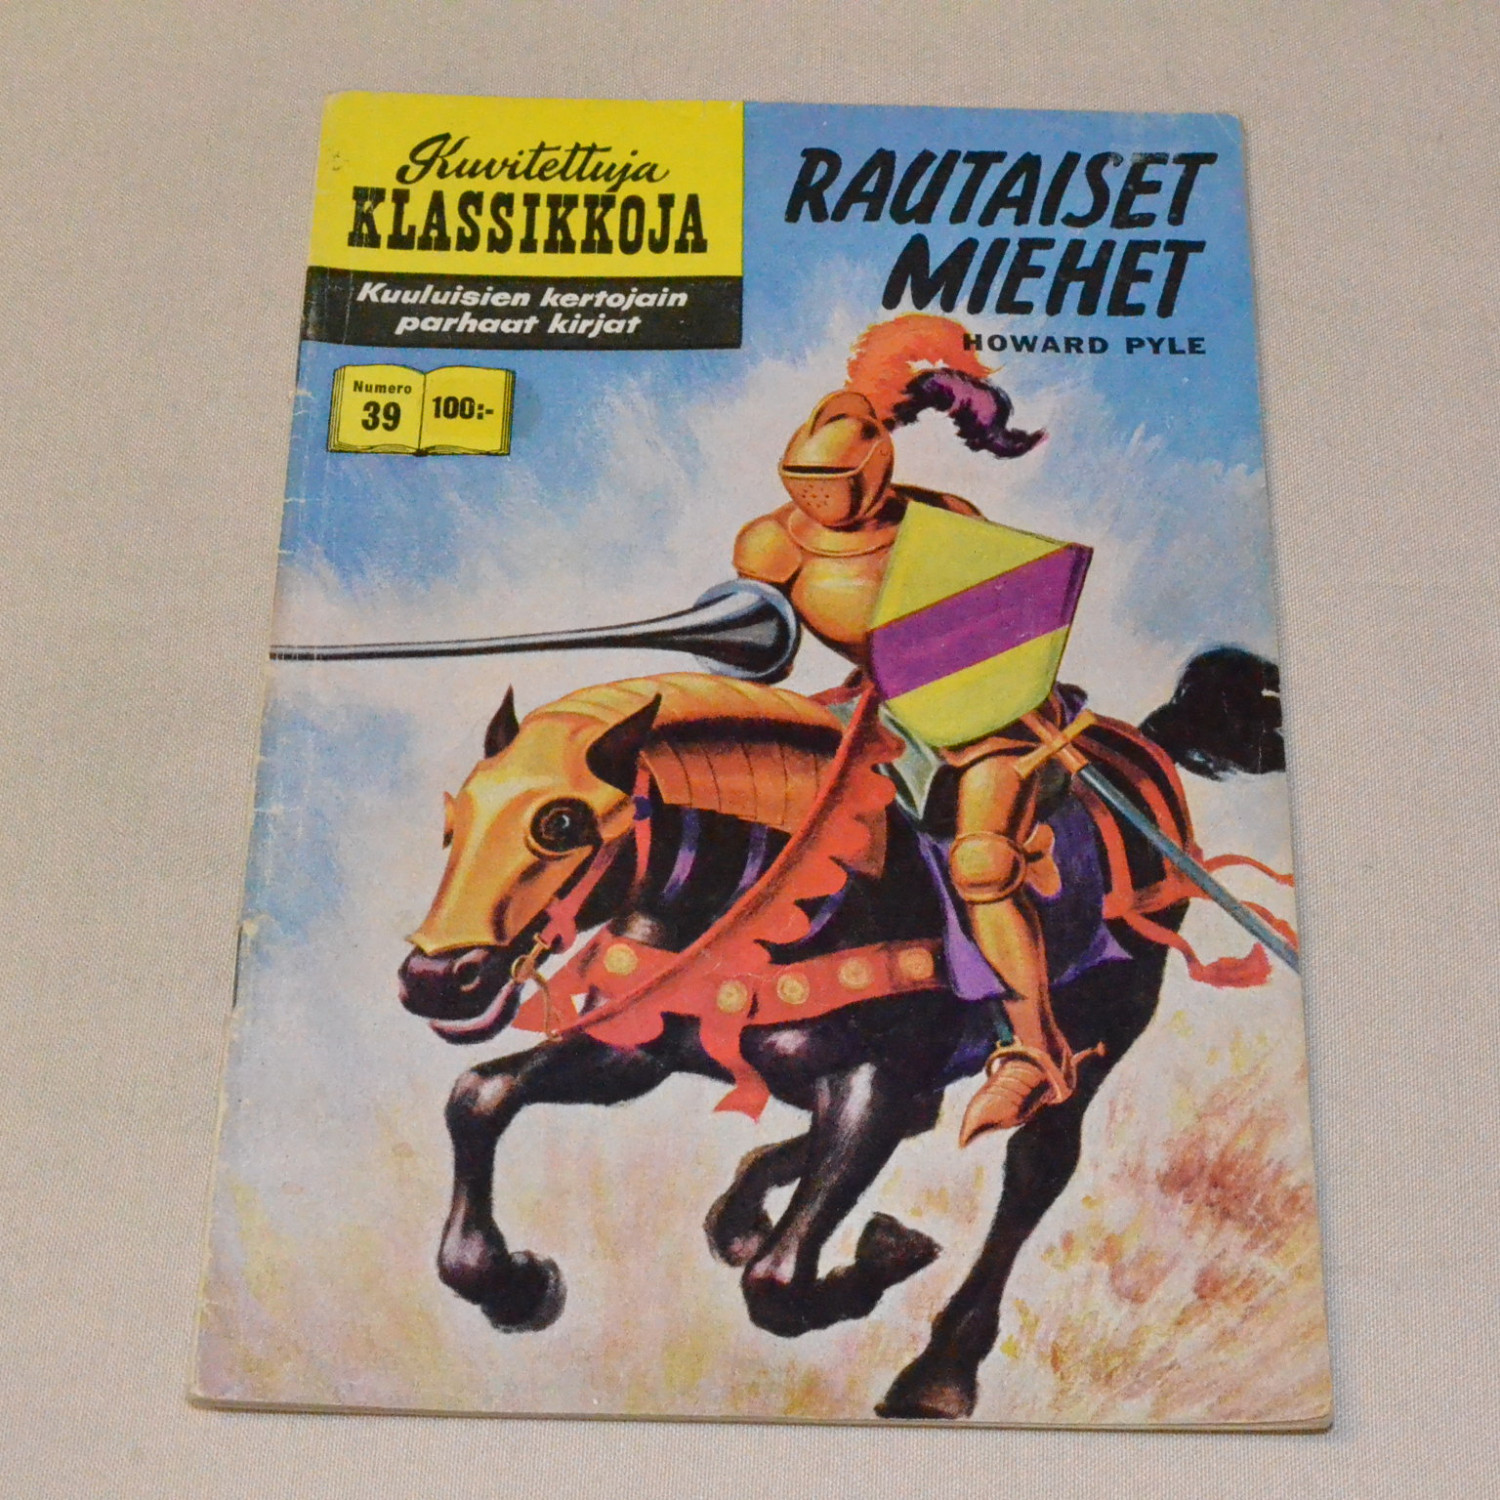 Kuvitettuja
KLASSIKKOJA
Kuuluisien kertojain
parhaat kirjat
Numero
39
100:-
RAUTAISET
MIEHET
HOWARD PYLE